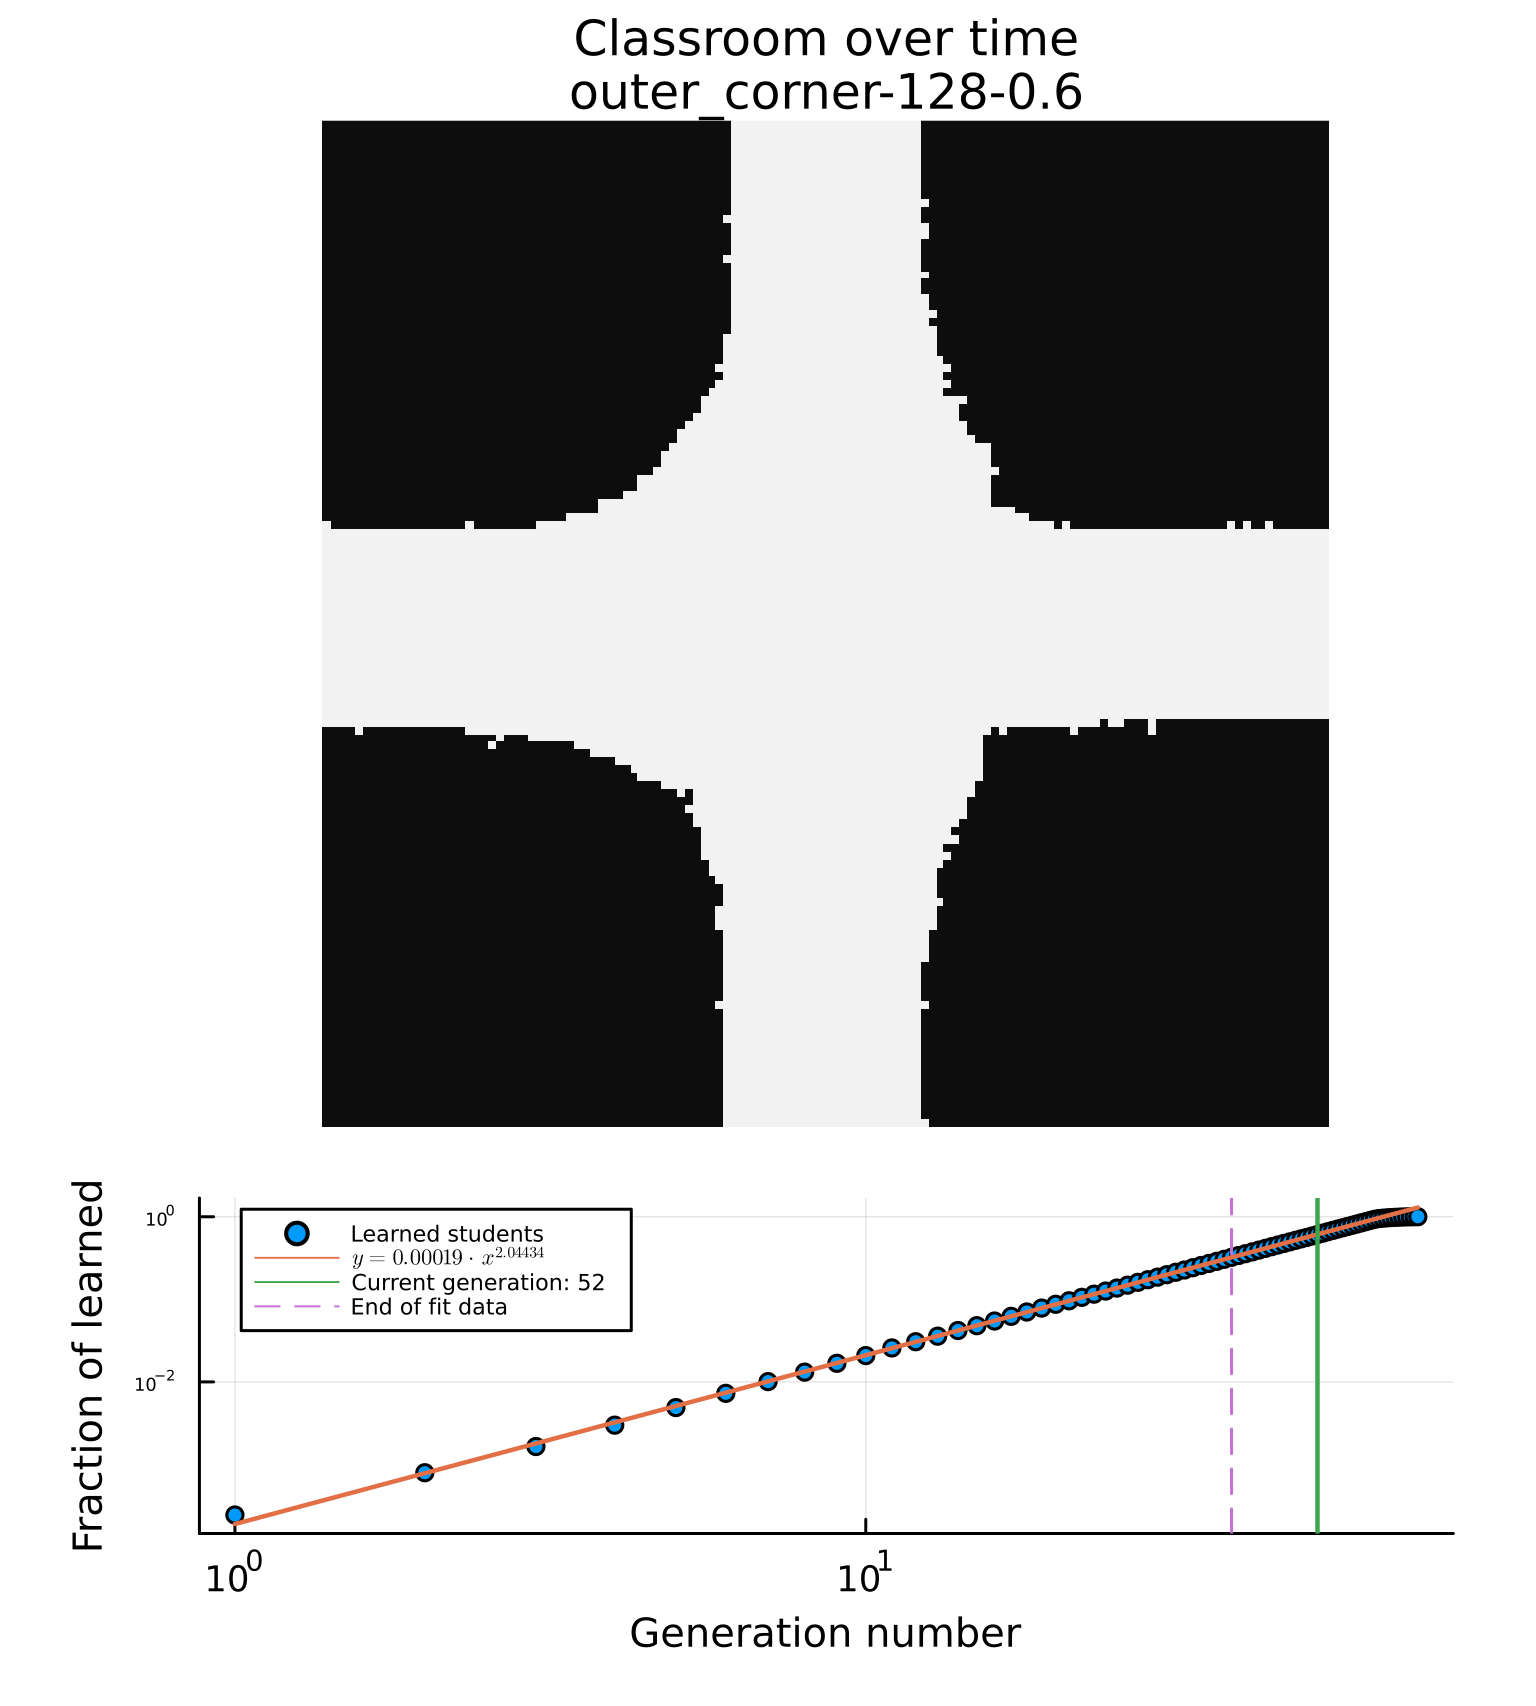 Classroom over time
outer_corner-128-0.6
Fraction of learned
10^0
10^−2
Learned students
y = 0.00019 · x^2.04434
Current generation: 52
End of fit data
10^0
10^1
Generation number